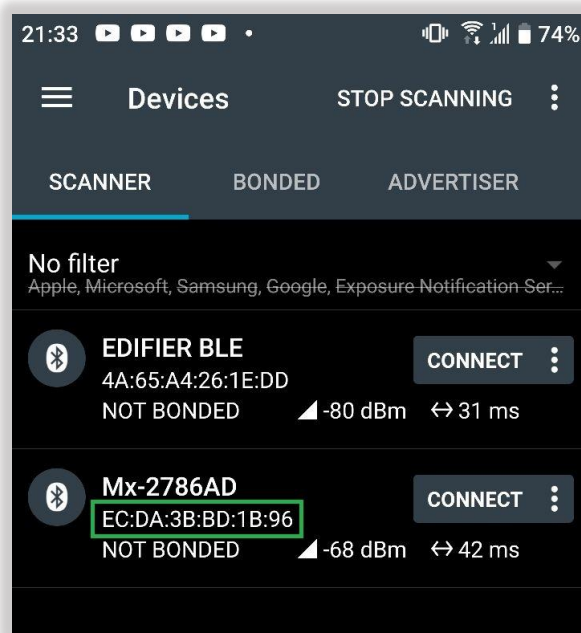 21:33 74%
Devices STOP SCANNING
SCANNER BONDED ADVERTISER
No filter
Apple, Microsoft, Samsung, Google, Exposure Notification Ser...
EDIFIER BLE
CONNECT
4A:65:A4:26:1E:DD
NOT BONDED -80 dBm ↔ 31 ms
Mx-2786AD
CONNECT
EC:DA:3B:BD:1B:96
NOT BONDED -68 dBm ↔ 42 ms